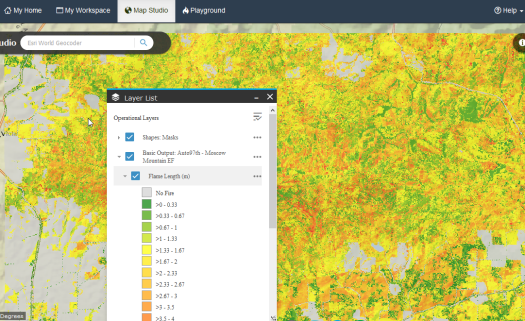 My Home My Workspace Map Studio Playground Help
udio Esri World Geocoder
Layer List
Operational Layers
Shapes: Masks
Basic Output: Auto97th - Moscow
Mountain EF
Flame Length (m)
No Fire
>0 - 0.33
>0.33 - 0.67
>0.67 - 1
>1 - 1.33
>1.33 - 1.67
>1.67 - 2
>2 - 2.33
>2.33 - 2.67
>2.67 - 3
>3 - 3.5
>3.5 - 4
Degrees